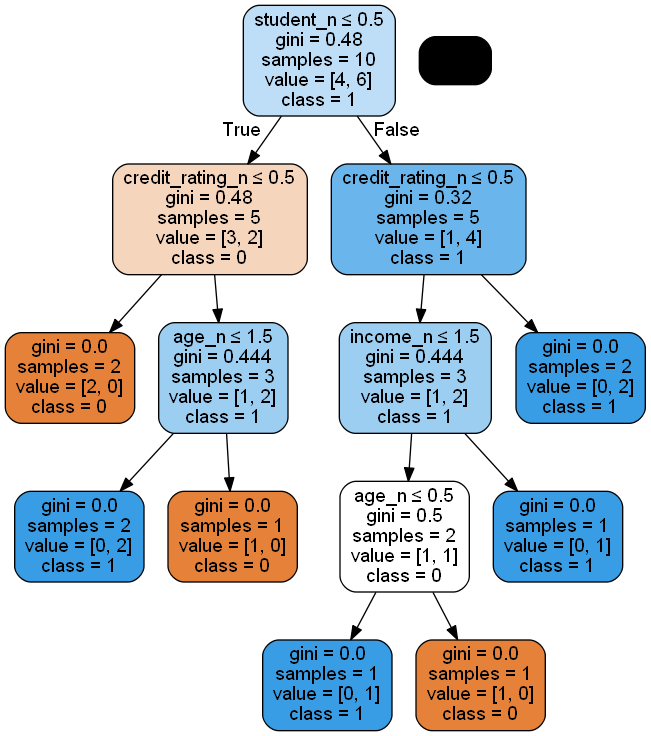 student_n ≤ 0.5
gini = 0.48
samples = 10
value = [4, 6]
class = 1
True
False
credit_rating_n ≤ 0.5
gini = 0.48
samples = 5
value = [3, 2]
class = 0
credit_rating_n ≤ 0.5
gini = 0.32
samples = 5
value = [1, 4]
class = 1
gini = 0.0
samples = 2
value = [2, 0]
class = 0
age_n ≤ 1.5
gini = 0.444
samples = 3
value = [1, 2]
class = 1
income_n ≤ 1.5
gini = 0.444
samples = 3
value = [1, 2]
class = 1
gini = 0.0
samples = 2
value = [0, 2]
class = 1
gini = 0.0
samples = 2
value = [0, 2]
class = 1
gini = 0.0
samples = 1
value = [1, 0]
class = 0
age_n ≤ 0.5
gini = 0.5
samples = 2
value = [1, 1]
class = 0
gini = 0.0
samples = 1
value = [0, 1]
class = 1
gini = 0.0
samples = 1
value = [0, 1]
class = 1
gini = 0.0
samples = 1
value = [1, 0]
class = 0